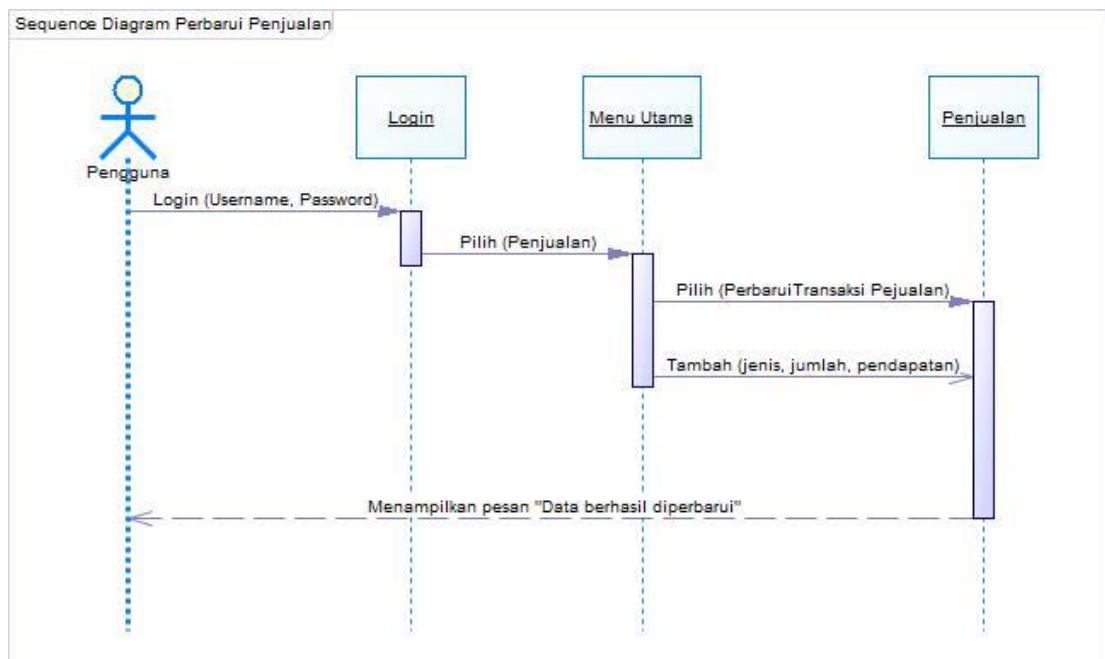 Sequence Diagram Perbarui Penjualan
Login
Menu Utama
Penjualan
Pengguna
Login (Username, Password)
Pilih (Penjualan)
Pilih (PerbaruiTransaksi Pejualan)
Tambah (jenis, jumlah, pendapatan)
Menampilkan pesan "Data berhasil diperbarui"